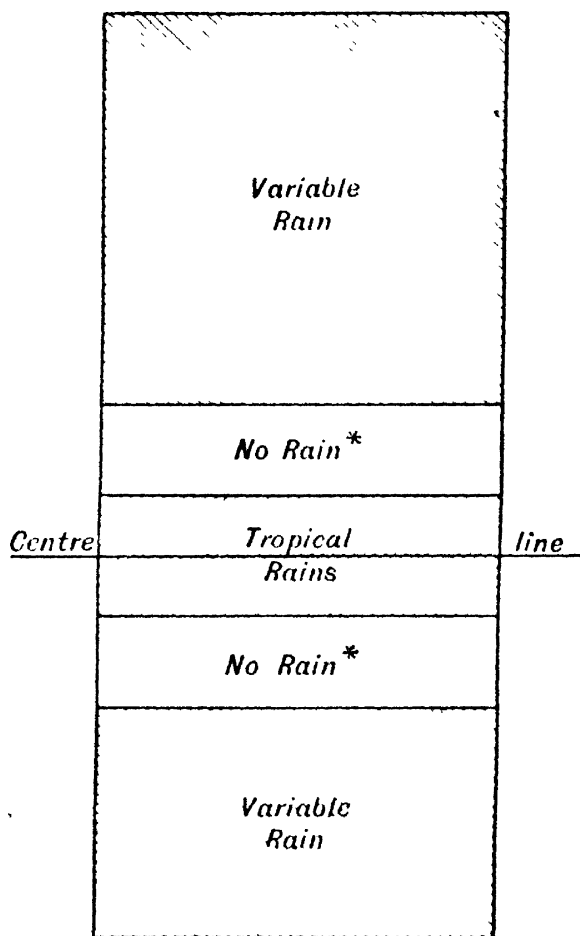 Variable
Rain
No Rain*
Centre Tropical line
Rains
No Rain*
Variable
Rain